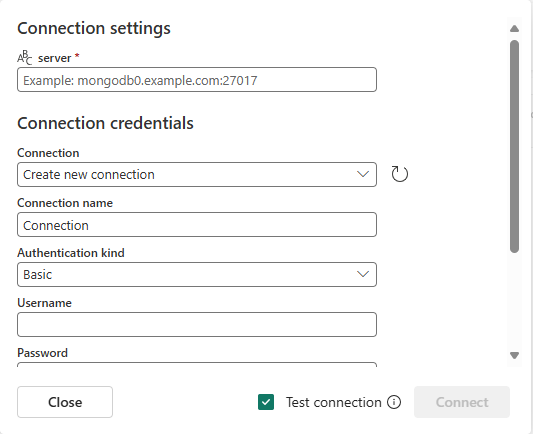 Connection settings
ABC server *
Example: mongodb0.example.com:27017
Connection credentials
Connection
Create new connection
Connection name
Connection
Authentication kind
Basic
Username
Password
Close
Test connection
Connect